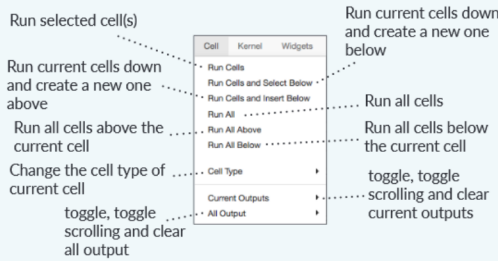 Run selected cell(s)
Run current cells down
and create a new one
below
Run current cells down
and create a new one
above
Run all cells above the
current cell
Change the cell type of
current cell
toggle, toggle
scrolling and clear
all output
Cell Kernel Widgets
Run Cells
Run Cells and Select Below
Run Cells and Insert Below
Run All
Run All Above
Run All Below
Cell Type
Current Outputs
All Output
Run all cells
Run all cells below
the current cell
toggle, toggle
scrolling and clear
current outputs